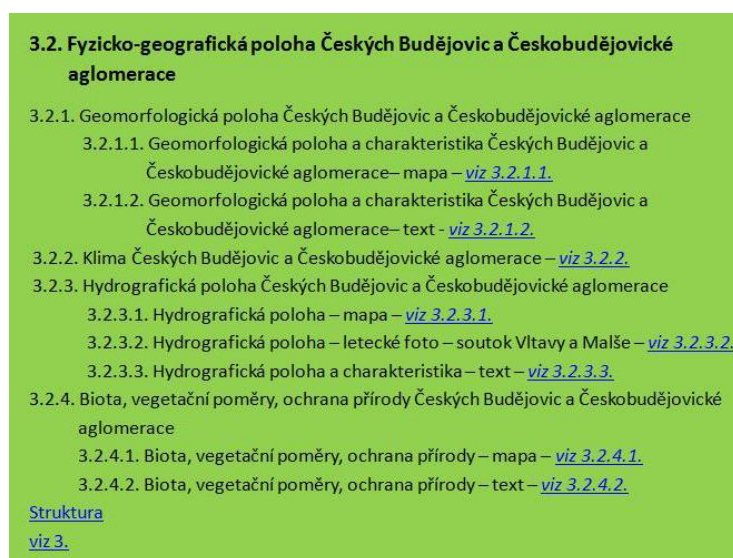 3.2. Fyzicko-geografická poloha Českých Budějovic a Českobudějovické
aglomerace
3.2.1. Geomorfologická poloha Českých Budějovic a Českobudějovické aglomerace
3.2.1.1. Geomorfologická poloha a charakteristika Českých Budějovic a
Českobudějovické aglomerace– mapa – viz 3.2.1.1.
3.2.1.2. Geomorfologická poloha a charakteristika Českých Budějovic a
Českobudějovické aglomerace– text - viz 3.2.1.2.
3.2.2. Klima Českých Budějovic a Českobudějovické aglomerace – viz 3.2.2.
3.2.3. Hydrografická poloha Českých Budějovic a Českobudějovické aglomerace
3.2.3.1. Hydrografická poloha – mapa – viz 3.2.3.1.
3.2.3.2. Hydrografická poloha – letecké foto – soutok Vltavy a Malše – viz 3.2.3.2.
3.2.3.3. Hydrografická poloha a charakteristika – text – viz 3.2.3.3.
3.2.4. Biota, vegetační poměry, ochrana přírody Českých Budějovic a Českobudějovické
aglomerace
3.2.4.1. Biota, vegetační poměry, ochrana přírody – mapa – viz 3.2.4.1.
3.2.4.2. Biota, vegetační poměry, ochrana přírody – text – viz 3.2.4.2.
Struktura
viz 3.